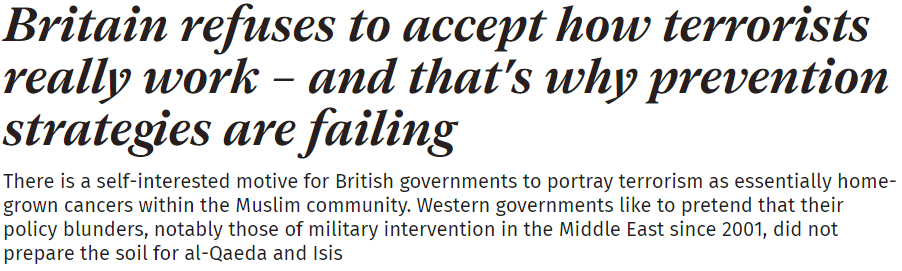 Britain refuses to accept how terrorists
really work – and that's why prevention
strategies are failing
There is a self-interested motive for British governments to portray terrorism as essentially home-
grown cancers within the Muslim community. Western governments like to pretend that their
policy blunders, notably those of military intervention in the Middle East since 2001, did not
prepare the soil for al-Qaeda and Isis